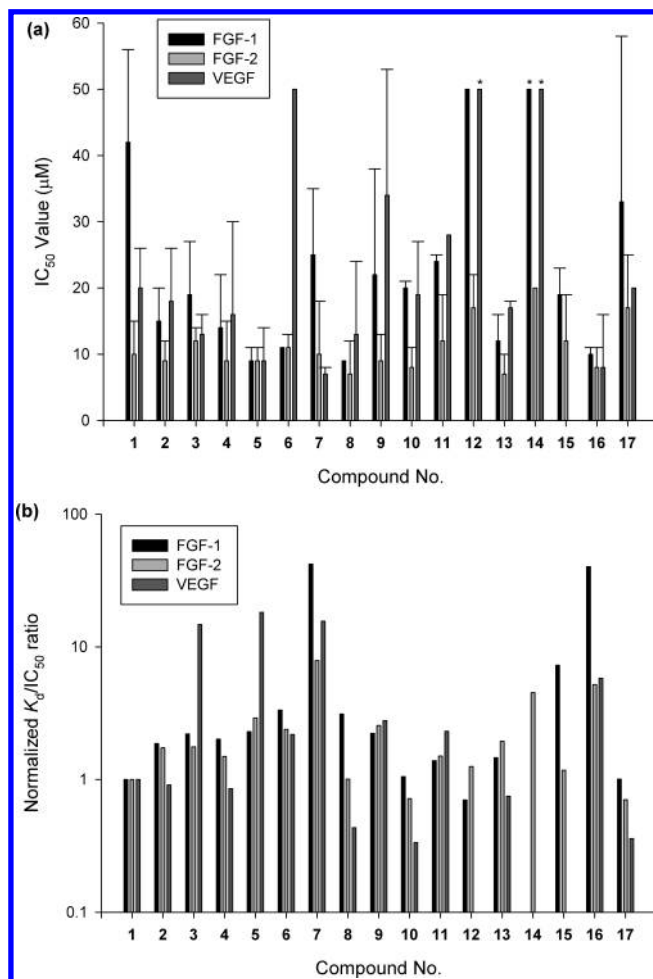 (a)
FGF-1
FGF-2
VEGF
IC50 Value (μM)
60
50
40
30
20
10
0
* * *
1 2 3 4 5 6 7 8 9 10 11 12 13 14 15 16 17
Compound No.
(b)
FGF-1
FGF-2
VEGF
Normalized Kd/IC50 ratio
100
10
1
0.1
1 2 3 4 5 6 7 8 9 10 11 12 13 14 15 16 17
Compound No.